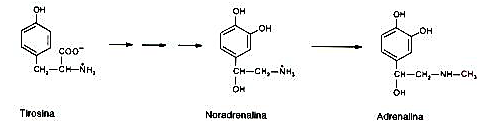 OH
COO⁻
CH₂—CH—NH₃
+
Tirosina
OH
OH
CH—CH₂—NH₃
+
OH
Noradrenalina
OH
OH
CH—CH₂—NH—CH₃
OH
Adrenalina